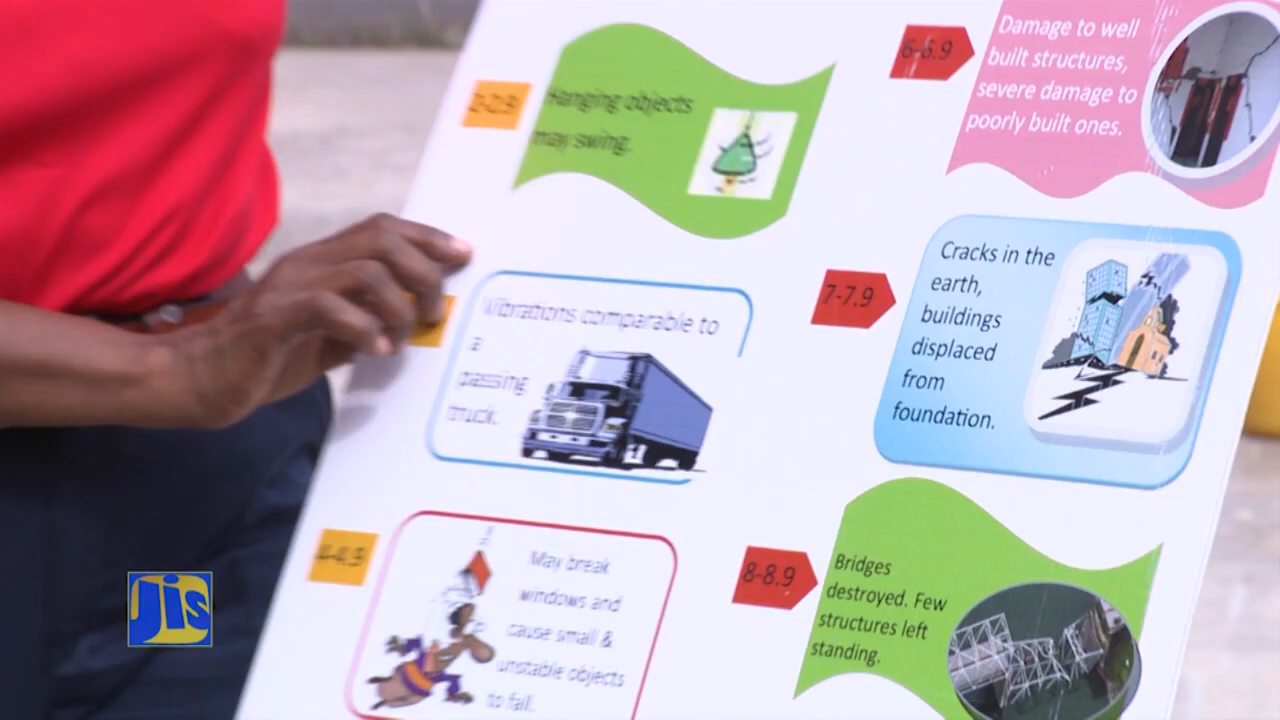 2-2.9
Hanging objects
may swing.
Vibrations comparable to
a
passing
truck.
4-4.9
May break
windows and
cause small &
unstable objects
to fall.
6-6.9
Damage to well
built structures,
severe damage to
poorly built ones.
7-7.9
Cracks in the
earth,
buildings
displaced
from
foundation.
8-8.9
Bridges
destroyed. Few
structures left
standing.
jis